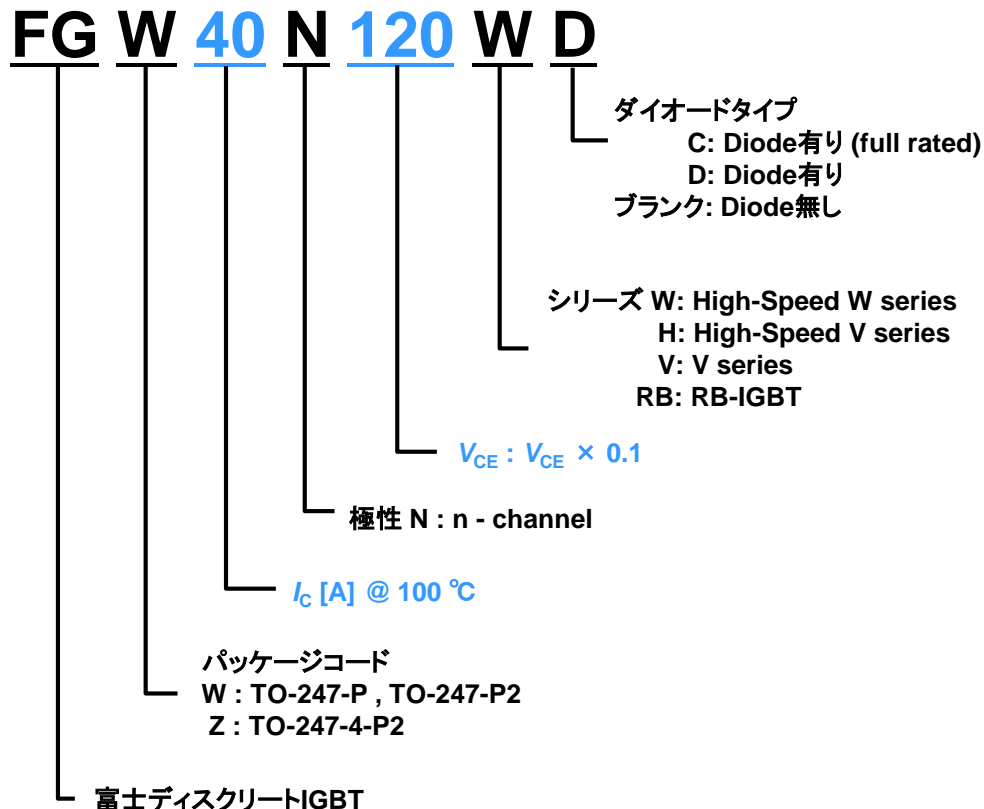 FG W 40 N 120 W D
ダイオードタイプ
C: Diode有り (full rated)
D: Diode有り
ブランク: Diode無し
シリーズ W: High-Speed W series
H: High-Speed V series
V: V series
RB: RB-IGBT
VCE : VCE × 0.1
極性 N : n - channel
IC [A] @ 100 ℃
パッケージコード
W : TO-247-P , TO-247-P2
Z : TO-247-4-P2
富士ディスクリートIGBT